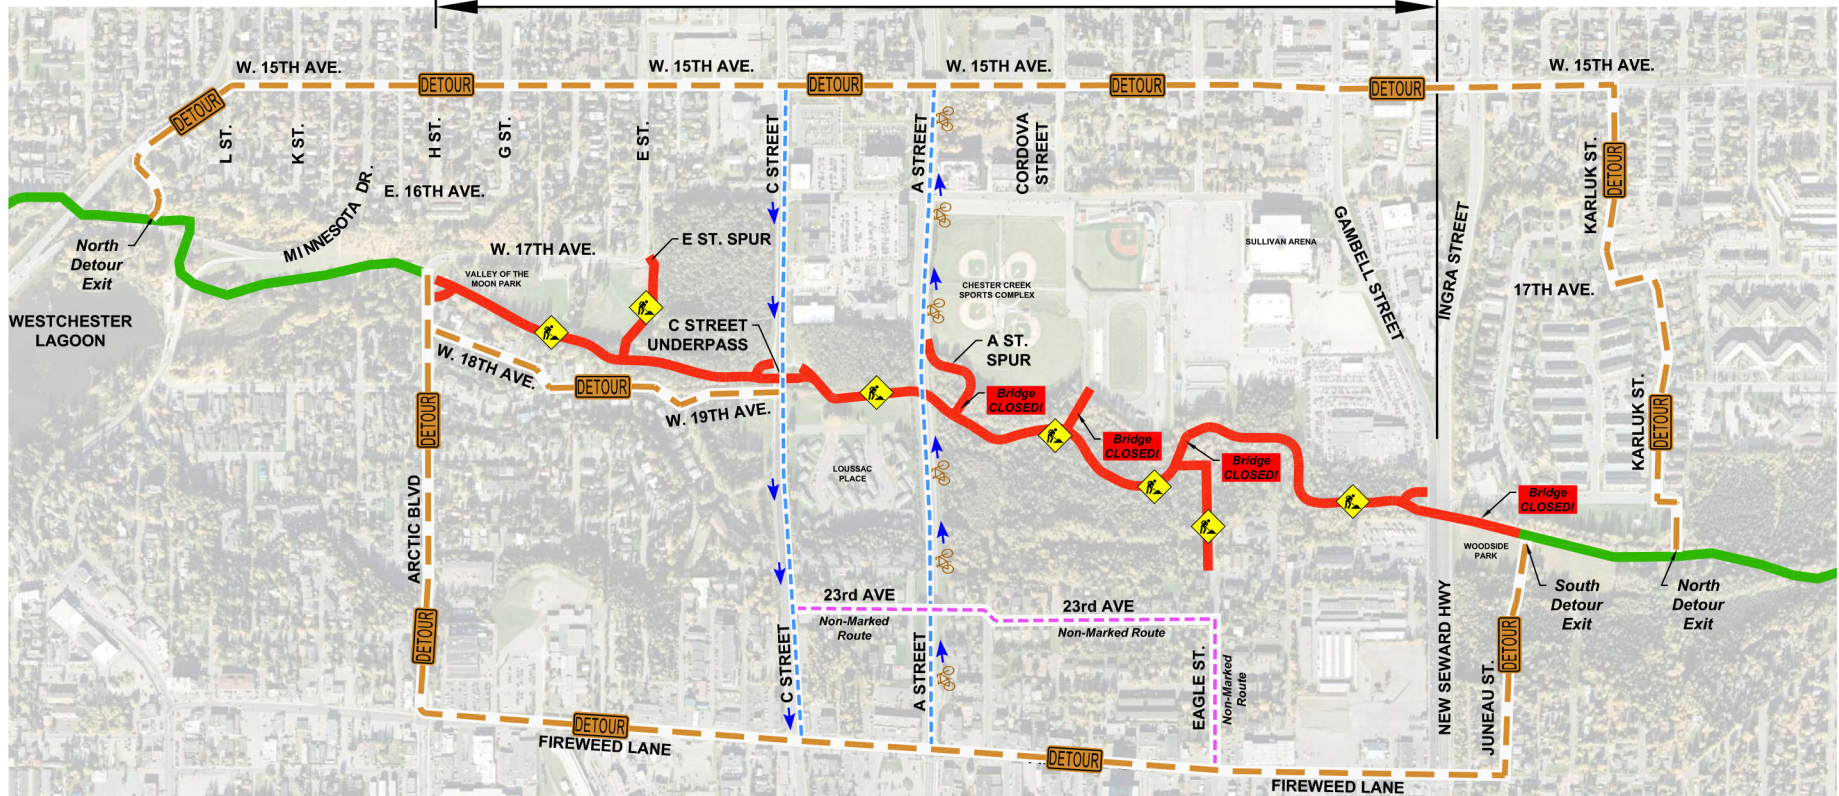 W. 15TH AVE.
W. 15TH AVE.
W. 15TH AVE.
W. 15TH AVE.
DETOUR
DETOUR
DETOUR
DETOUR
DETOUR
L ST.
K ST.
H ST.
G ST.
E ST.
C STREET
A STREET
CORDOVA
STREET
KARLUK ST.
DETOUR
MINNESOTA DR.
E. 16TH AVE.
North
Detour
Exit
W. 17TH AVE.
E ST. SPUR
VALLEY OF THE
MOON PARK
SULLIVAN ARENA
GAMBELL STREET
INGRA STREET
CHESTER CREEK
SPORTS COMPLEX
17TH AVE.
WESTCHESTER
LAGOON
C STREET
UNDERPASS
A ST.
SPUR
W. 18TH AVE.
DETOUR
W. 19TH AVE.
DETOUR
Bridge
CLOSED!
Bridge
CLOSED!
Bridge
CLOSED!
Bridge
CLOSED!
KARLUK ST.
DETOUR
LOUSSAC
PLACE
ARCTIC BLVD
WOODSIDE
PARK
South
Detour
Exit
North
Detour
Exit
23rd AVE
Non-Marked
Route
23rd AVE
Non-Marked Route
DETOUR
C STREET
A STREET
EAGLE ST.
Non-Marked
Route
NEW SEWARD HWY
JUNEAU ST.
DETOUR
DETOUR
FIREWEED LANE
DETOUR
FIREWEED LANE